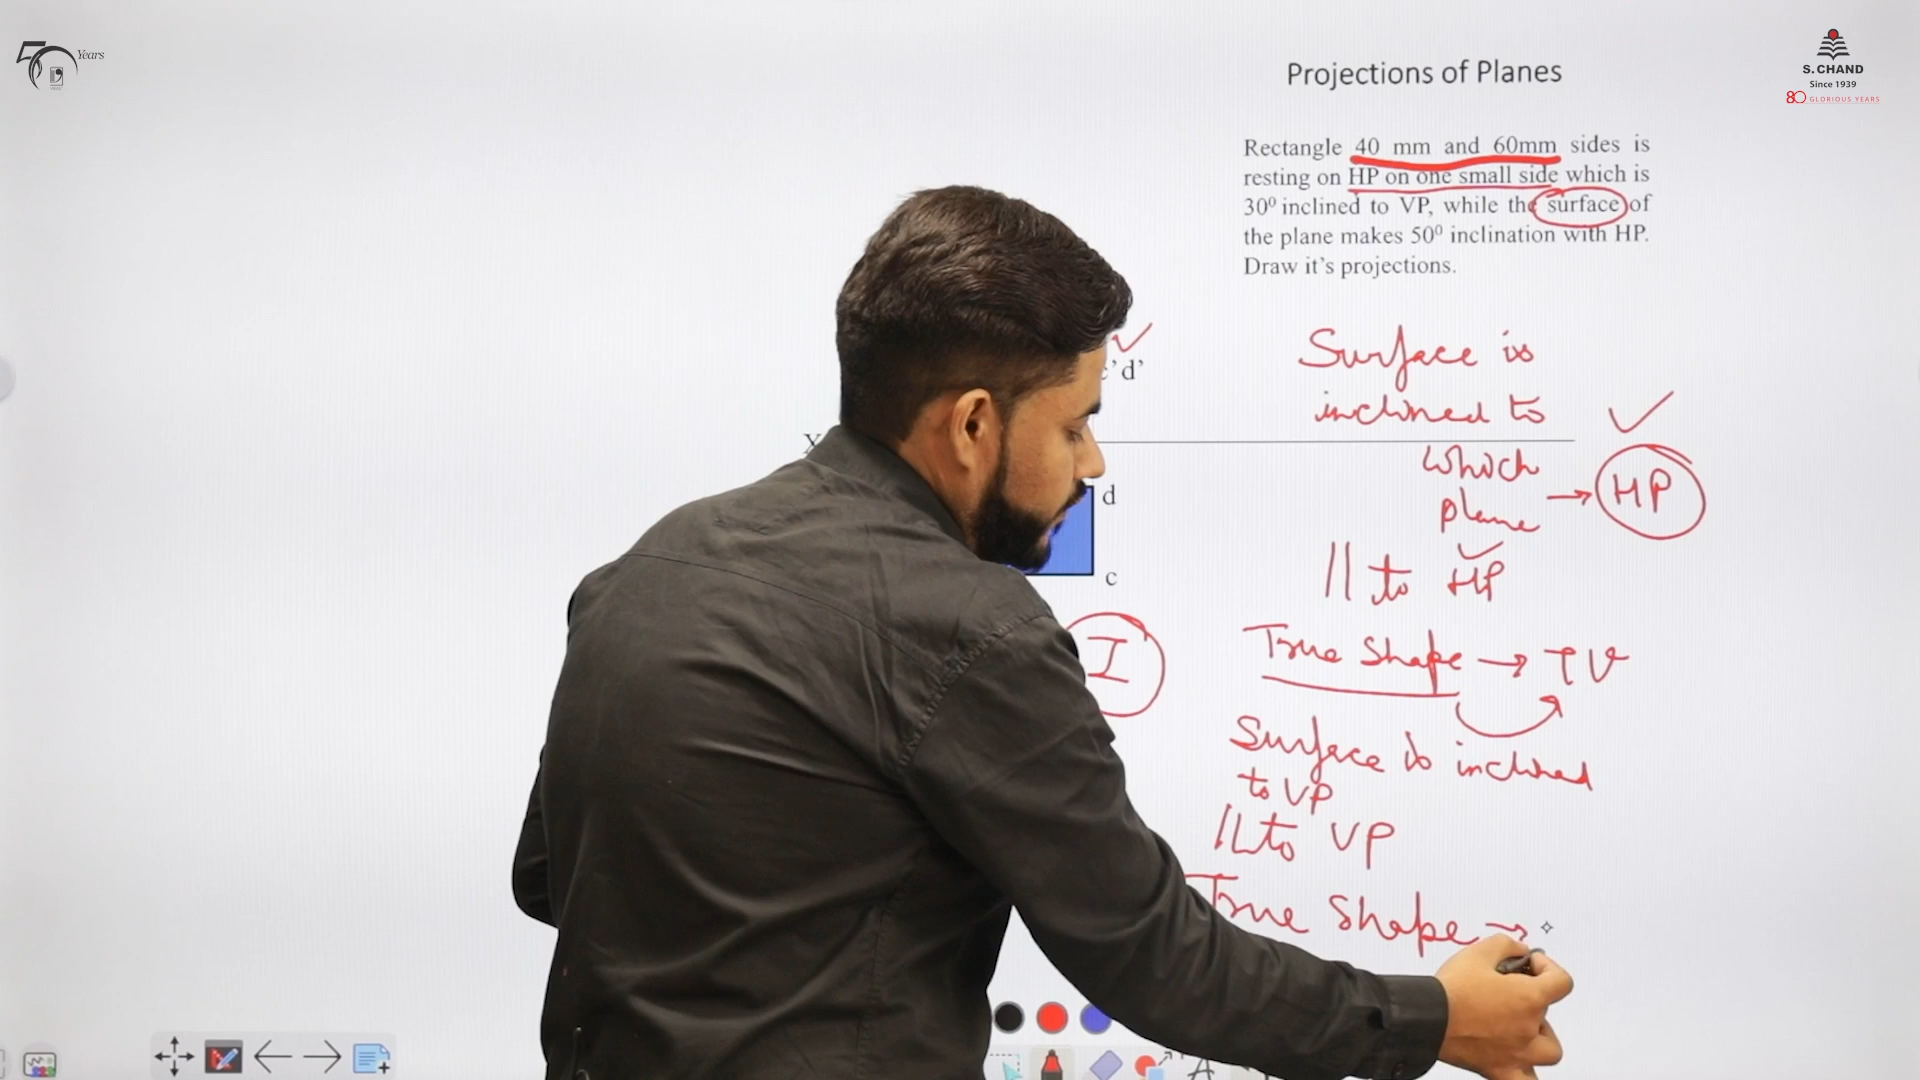 50 Years
S. CHAND
Since 1939
80 GLORIOUS YEARS
Projections of Planes
Rectangle 40 mm and 60mm sides is
resting on HP on one small side which is
30⁰ inclined to VP, while the surface of
the plane makes 50⁰ inclination with HP.
Draw it's projections.
c'd'
X
d
c
I
Surface is
inclined to
which
plane → HP
// to HP
True Shape → TV
Surface is inclined
to VP
// to VP
True Shape →